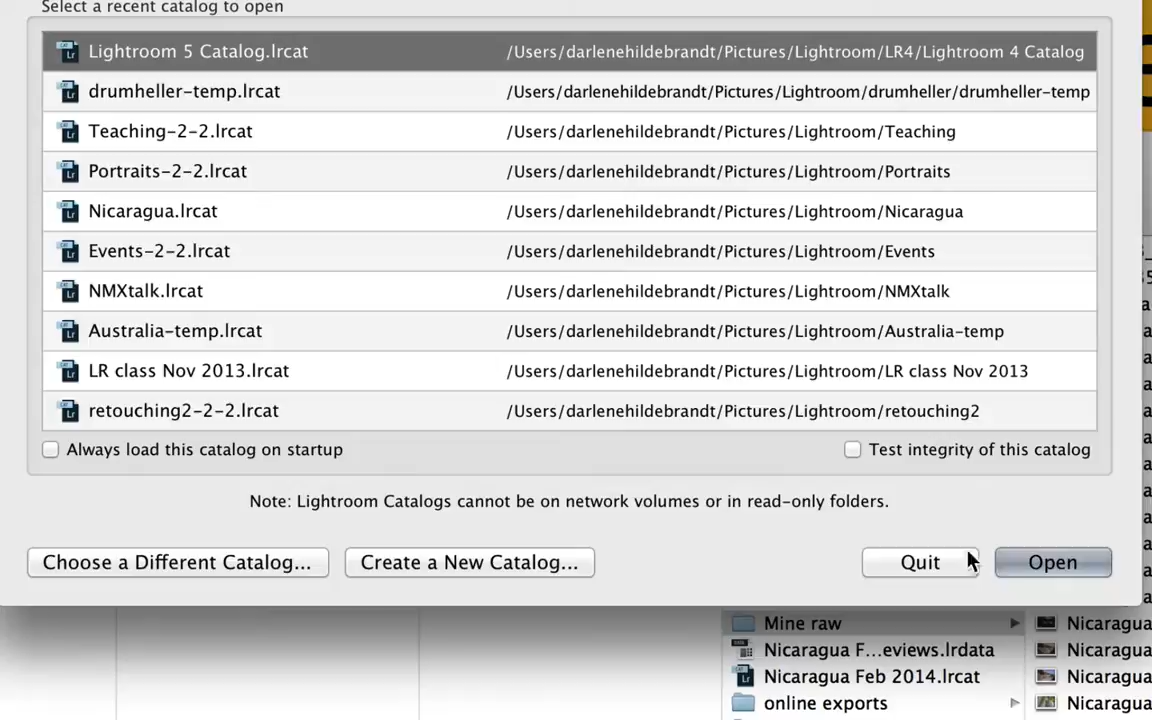 Select a recent catalog to open
Lightroom 5 Catalog.lrcat /Users/darlenehildebrandt/Pictures/Lightroom/LR4/Lightroom 4 Catalog
drumheller-temp.lrcat /Users/darlenehildebrandt/Pictures/Lightroom/drumheller/drumheller-temp
Teaching-2-2.lrcat /Users/darlenehildebrandt/Pictures/Lightroom/Teaching
Portraits-2-2.lrcat /Users/darlenehildebrandt/Pictures/Lightroom/Portraits
Nicaragua.lrcat /Users/darlenehildebrandt/Pictures/Lightroom/Nicaragua
Events-2-2.lrcat /Users/darlenehildebrandt/Pictures/Lightroom/Events
NMXtalk.lrcat /Users/darlenehildebrandt/Pictures/Lightroom/NMXtalk
Australia-temp.lrcat /Users/darlenehildebrandt/Pictures/Lightroom/Australia-temp
LR class Nov 2013.lrcat /Users/darlenehildebrandt/Pictures/Lightroom/LR class Nov 2013
retouching2-2-2.lrcat /Users/darlenehildebrandt/Pictures/Lightroom/retouching2
Always load this catalog on startup Test integrity of this catalog
Note: Lightroom Catalogs cannot be on network volumes or in read-only folders.
Choose a Different Catalog... Create a New Catalog... Quit Open
Mine raw Nicaragua
Nicaragua F...eviews.lrdata Nicaragua
Nicaragua Feb 2014.lrcat Nicaragua
online exports Nicaragua